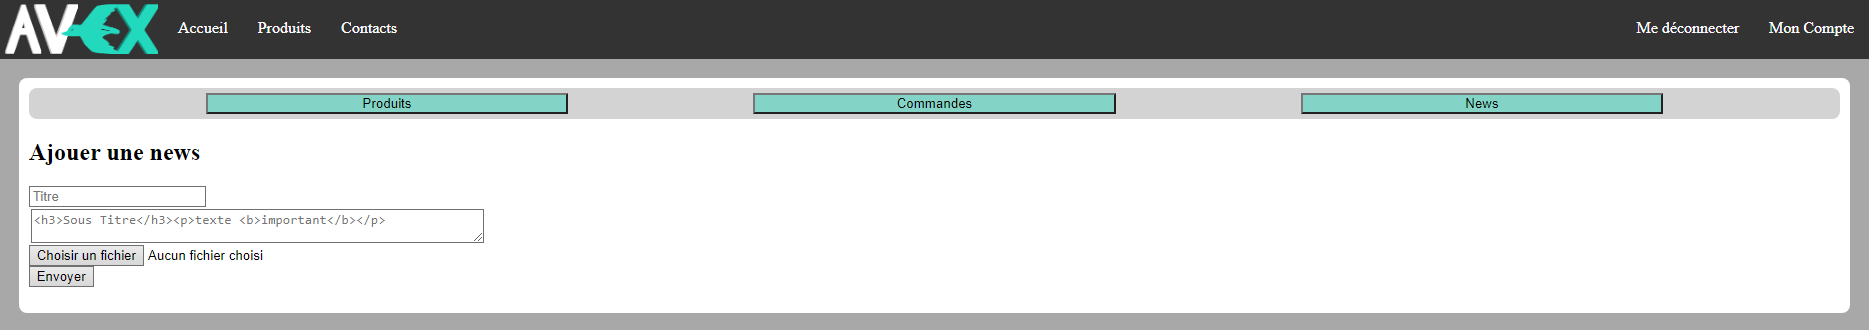 AVEX
Accueil Produits Contacts Me déconnecter Mon Compte
Produits Commandes News
Ajouer une news
Titre
<h3>Sous Titre</h3><p>texte <b>important</b></p>
Choisir un fichier Aucun fichier choisi
Envoyer